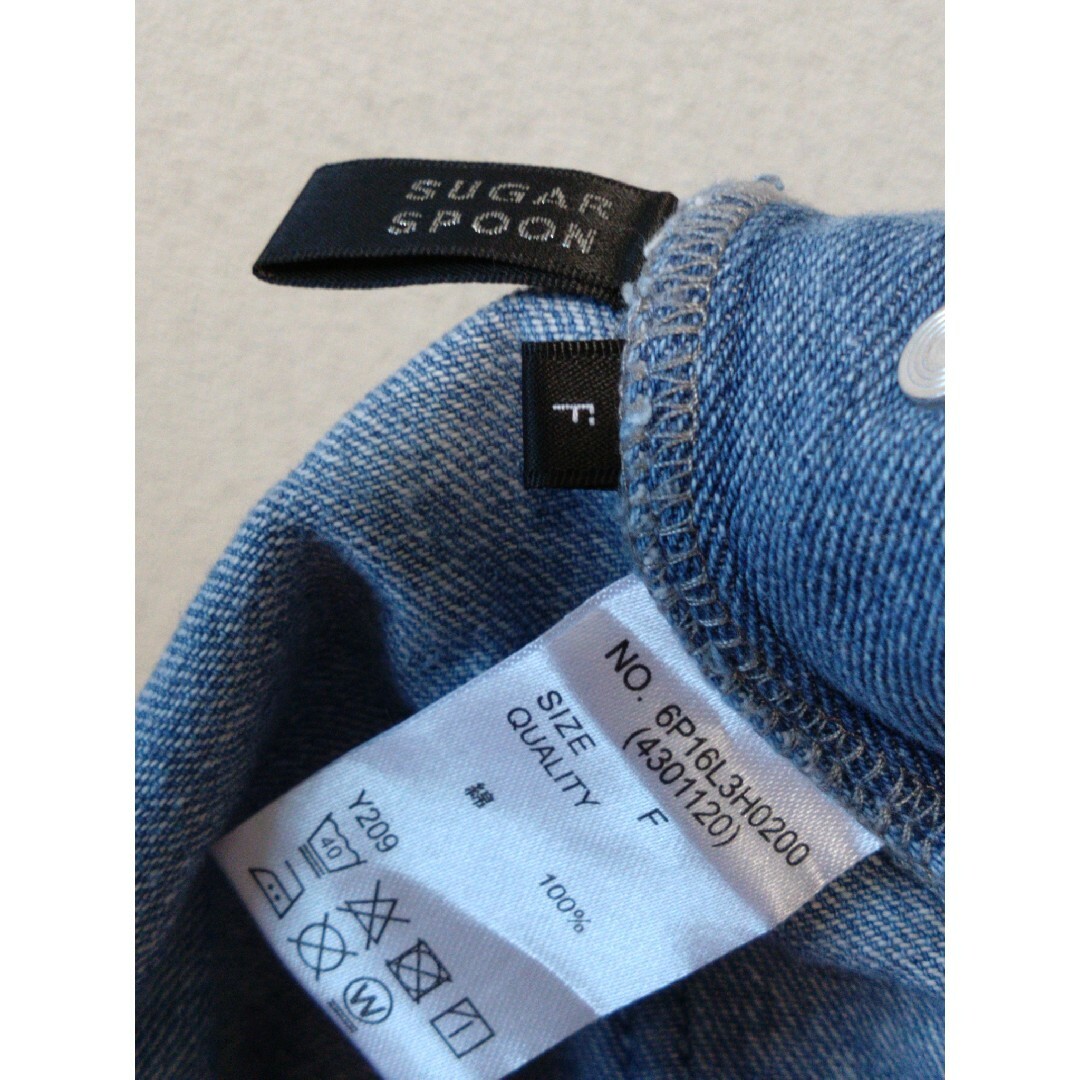 SUGAR
SPOON
F
NO. 6P16L3H0200
(4301120)
SIZE F
QUALITY
綿 100%
Y209
40
W